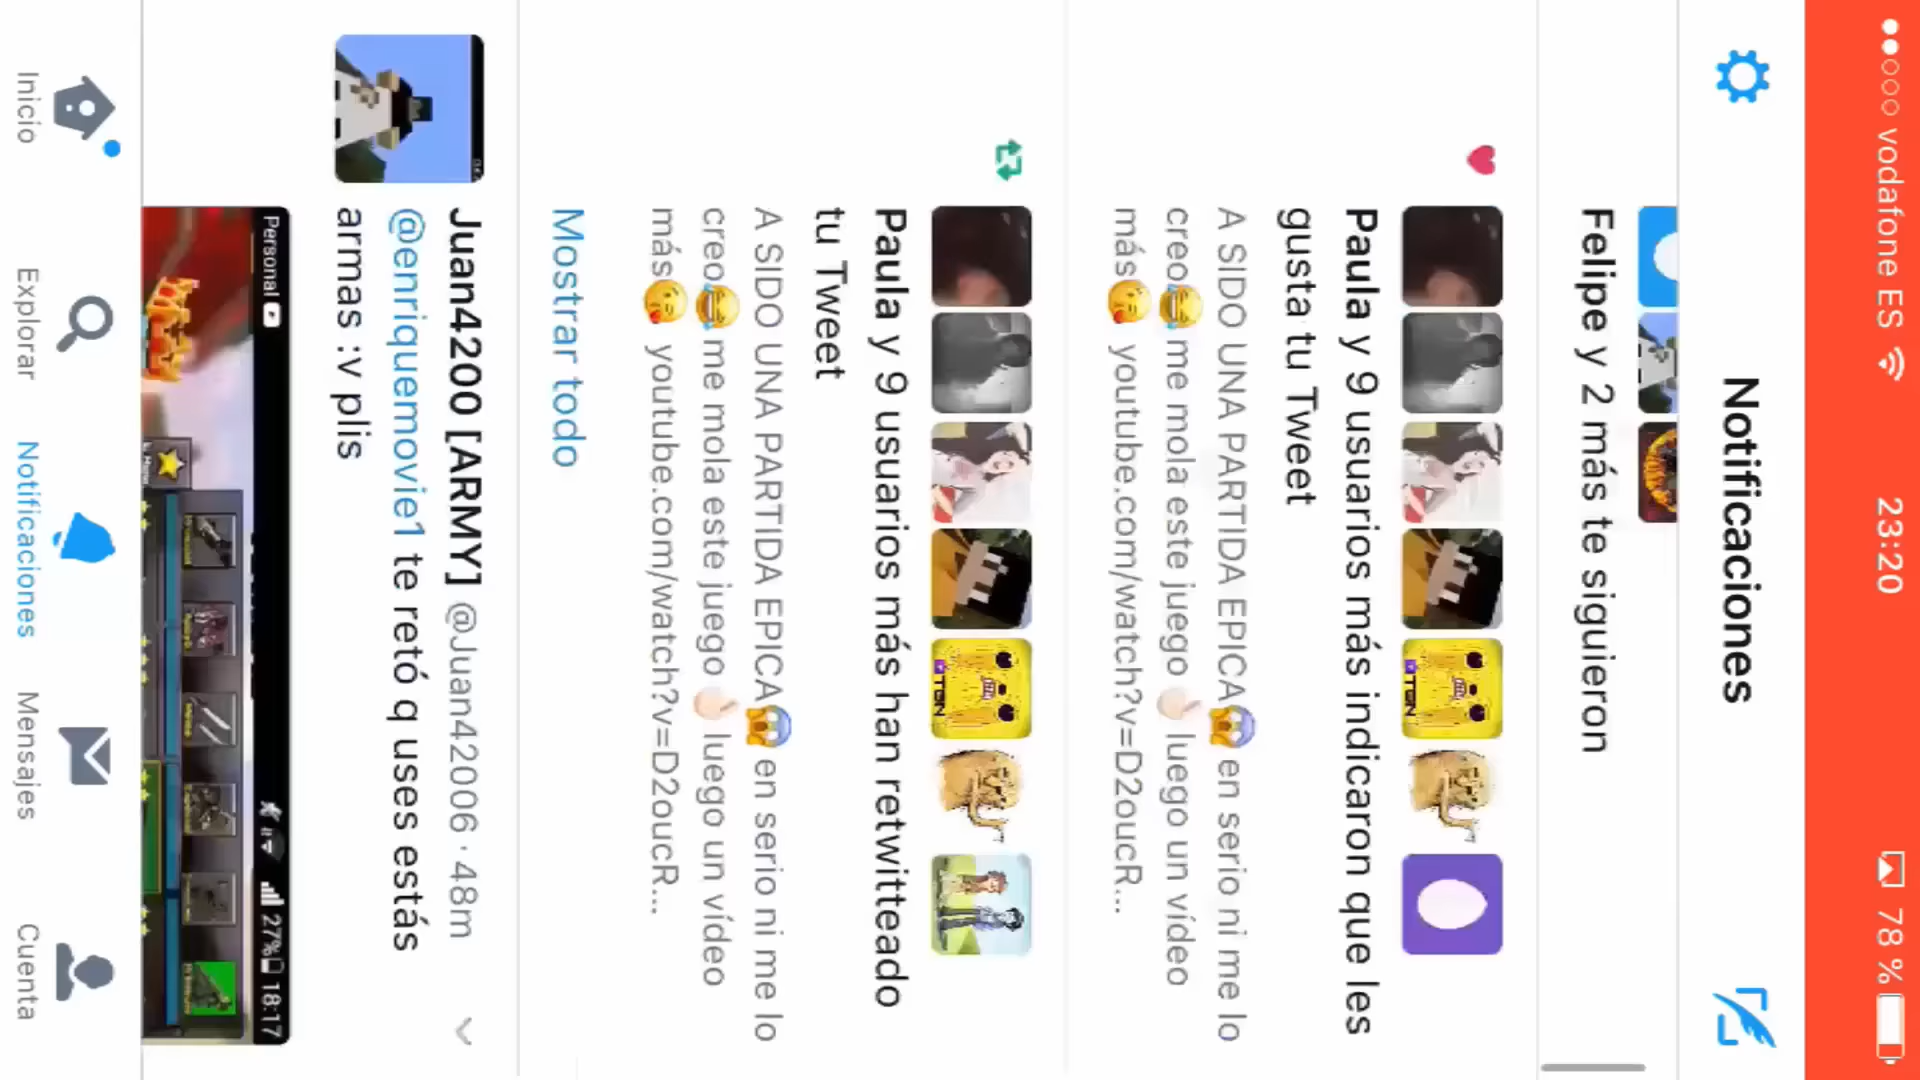 vodafone ES 23:20 78 %
Notificaciones
Felipe y 2 más te siguieron
Paula y 9 usuarios más indicaron que les
gusta tu Tweet
A SIDO UNA PARTIDA EPICA😱 en serio ni me lo
creo😂 me mola este juego 👌🏻 luego un vídeo
más😘 youtube.com/watch?v=D2oucR...
TGN
Paula y 9 usuarios más han retwitteado
tu Tweet
A SIDO UNA PARTIDA EPICA😱 en serio ni me lo
creo😂 me mola este juego 👌🏻 luego un vídeo
más😘 youtube.com/watch?v=D2oucR...
TGN
Mostrar todo
Juan4200 [ARMY] @Juan42006 · 48m
@enriquemovie1 te retó q uses estás
armas :v plis
Personal 27% 18:17
Inicio
Explorar
Notificaciones
Mensajes
Cuenta